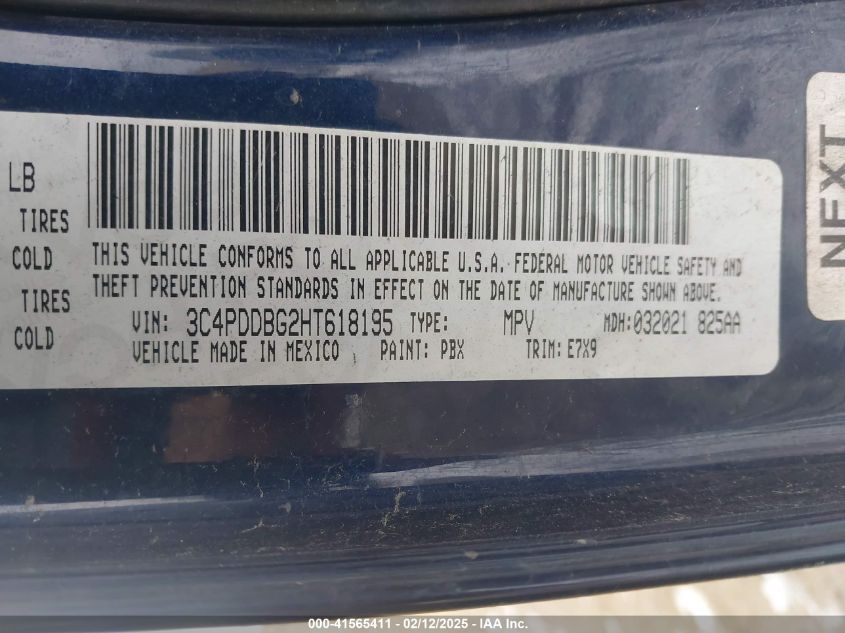 LB
TIRES
COLD
TIRES
COLD
THIS VEHICLE CONFORMS TO ALL APPLICABLE U.S.A. FEDERAL MOTOR VEHICLE SAFETY AND
THEFT PREVENTION STANDARDS IN EFFECT ON THE DATE OF MANUFACTURE SHOWN ABOVE.
VIN: 3C4PDDBG2HT618195 TYPE: MPV MDH:032021 825AA
VEHICLE MADE IN MEXICO PAINT: PBX TRIM: E7X9
NEXT
000-41565411 - 02/12/2025 - IAA Inc.